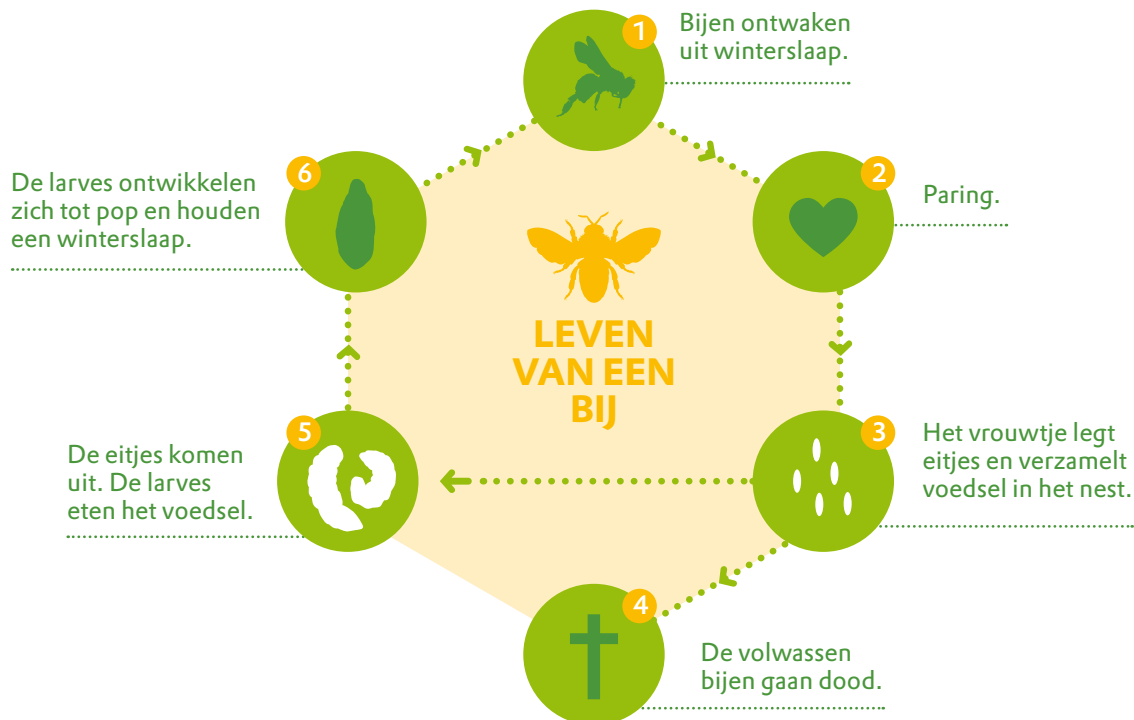 1
Bijen ontwaken
uit winterslaap.
2
Paring.
3
Het vrouwtje legt
eitjes en verzamelt
voedsel in het nest.
4
De volwassen
bijen gaan dood.
5
De eitjes komen
uit. De larves
eten het voedsel.
6
De larves ontwikkelen
zich tot pop en houden
een winterslaap.
LEVEN
VAN EEN
BIJ